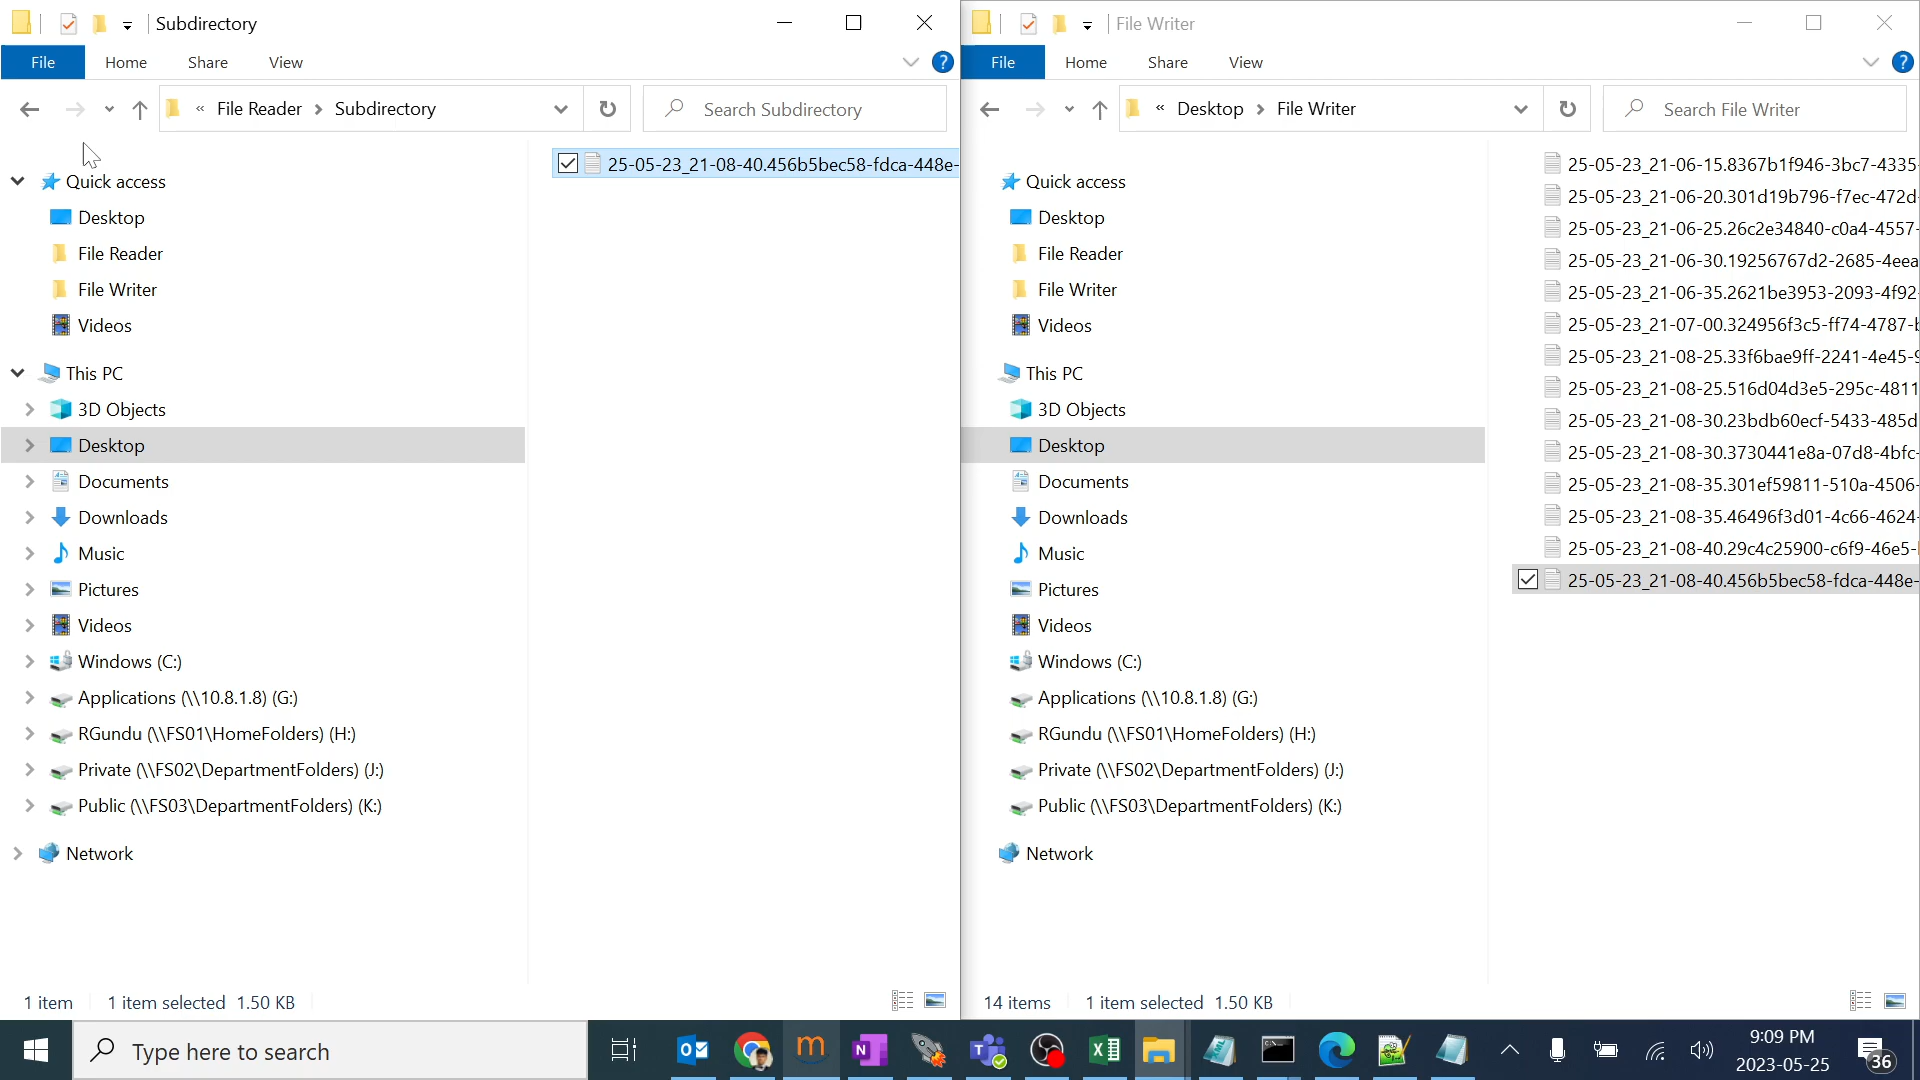 Subdirectory
File Home Share View
« File Reader > Subdirectory
Search Subdirectory
Quick access
Desktop
File Reader
File Writer
Videos
This PC
3D Objects
Desktop
Documents
Downloads
Music
Pictures
Videos
Windows (C:)
Applications (\\10.8.1.8) (G:)
RGundu (\\FS01\HomeFolders) (H:)
Private (\\FS02\DepartmentFolders) (J:)
Public (\\FS03\DepartmentFolders) (K:)
Network
25-05-23_21-08-40.456b5bec58-fdca-448e-
1 item 1 item selected 1.50 KB
File Writer
File Home Share View
« Desktop > File Writer
Search File Writer
Quick access
Desktop
File Reader
File Writer
Videos
This PC
3D Objects
Desktop
Documents
Downloads
Music
Pictures
Videos
Windows (C:)
Applications (\\10.8.1.8) (G:)
RGundu (\\FS01\HomeFolders) (H:)
Private (\\FS02\DepartmentFolders) (J:)
Public (\\FS03\DepartmentFolders) (K:)
Network
25-05-23_21-06-15.8367b1f946-3bc7-4335-
25-05-23_21-06-20.301d19b796-f7ec-472d-
25-05-23_21-06-25.26c2e34840-c0a4-4557-
25-05-23_21-06-30.19256767d2-2685-4eea
25-05-23_21-06-35.2621be3953-2093-4f92-
25-05-23_21-07-00.324956f3c5-ff74-4787-b
25-05-23_21-08-25.33f6bae9ff-2241-4e45-9
25-05-23_21-08-25.516d04d3e5-295c-4811
25-05-23_21-08-30.23bdb60ecf-5433-485d
25-05-23_21-08-30.3730441e8a-07d8-4bfc-
25-05-23_21-08-35.301ef59811-510a-4506-
25-05-23_21-08-35.46496f3d01-4c66-4624-
25-05-23_21-08-40.29c4c25900-c6f9-46e5-
25-05-23_21-08-40.456b5bec58-fdca-448e-
14 items 1 item selected 1.50 KB
Type here to search
9:09 PM
2023-05-25
36